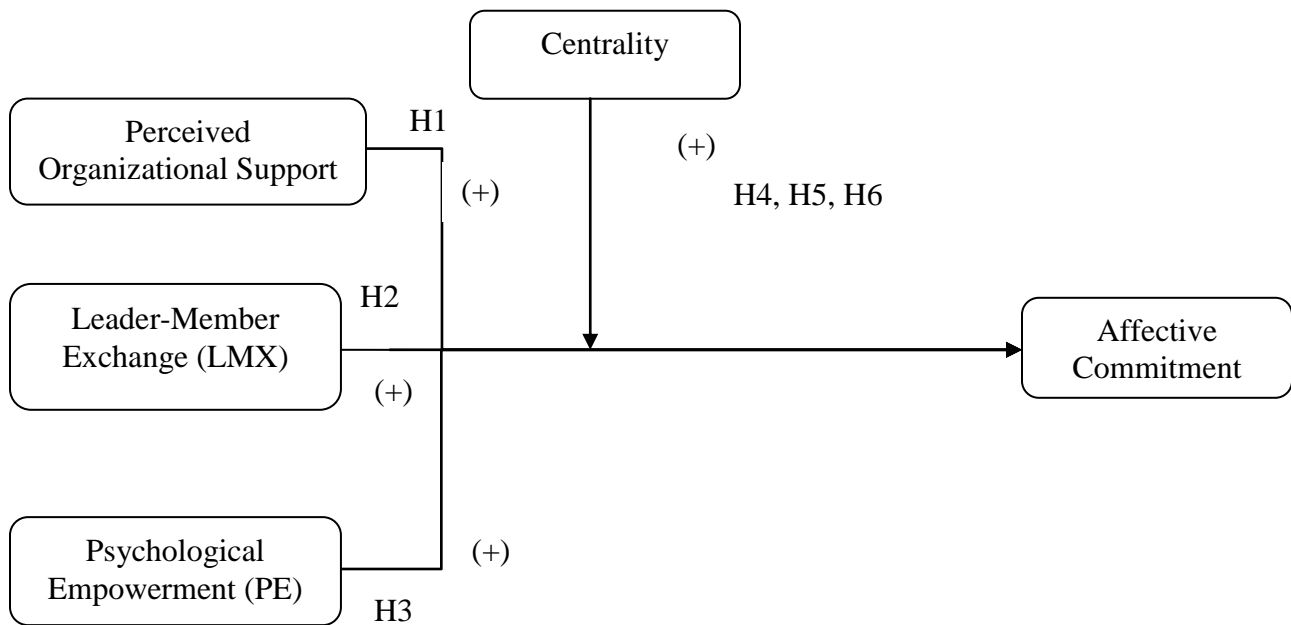 Centrality
Perceived
Organizational Support
H1
(+)
(+)
H4, H5, H6
Leader-Member
Exchange (LMX)
H2
(+)
Affective
Commitment
Psychological
Empowerment (PE)
(+)
H3